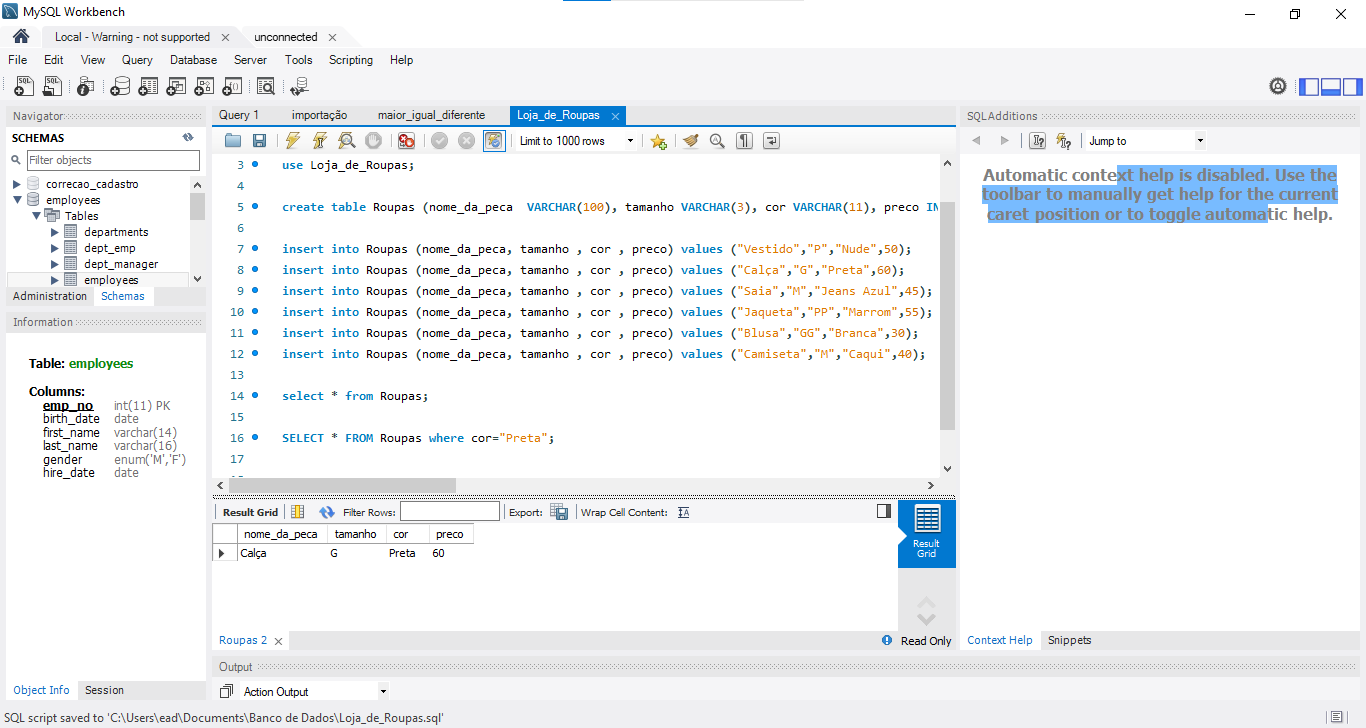 MySQL Workbench
Local - Warning - not supported
unconnected
File Edit View Query Database Server Tools Scripting Help
Navigator
SCHEMAS
Filter objects
correcao_cadastro
employees
Tables
departments
dept_emp
dept_manager
employees
Administration Schemas
Information
Table: employees
Columns:
emp_no int(11) PK
birth_date date
first_name varchar(14)
last_name varchar(16)
gender enum('M','F')
hire_date date
Object Info Session
Query 1 importação maior_igual_diferente Loja_de_Roupas
Limit to 1000 rows
3 use Loja_de_Roupas;
4
5 create table Roupas (nome_da_peca VARCHAR(100), tamanho VARCHAR(3), cor VARCHAR(11), preco IN
6
7 insert into Roupas (nome_da_peca, tamanho , cor , preco) values ("Vestido","P","Nude",50);
8 insert into Roupas (nome_da_peca, tamanho , cor , preco) values ("Calça","G","Preta",60);
9 insert into Roupas (nome_da_peca, tamanho , cor , preco) values ("Saia","M","Jeans Azul",45);
10 insert into Roupas (nome_da_peca, tamanho , cor , preco) values ("Jaqueta","PP","Marrom",55);
11 insert into Roupas (nome_da_peca, tamanho , cor , preco) values ("Blusa","GG","Branca",30);
12 insert into Roupas (nome_da_peca, tamanho , cor , preco) values ("Camiseta","M","Caqui",40);
13
14 select * from Roupas;
15
16 SELECT * FROM Roupas where cor="Preta";
17
Result Grid Filter Rows: Export: Wrap Cell Content:
nome_da_peca tamanho cor preco
Calça G Preta 60
Result
Grid
Roupas 2
Read Only
Output
Action Output
SQLAdditions
Jump to
Automatic context help is disabled. Use the
toolbar to manually get help for the current
caret position or to toggle automatic help.
Context Help Snippets
SQL script saved to 'C:\Users\ead\Documents\Banco de Dados\Loja_de_Roupas.sql'